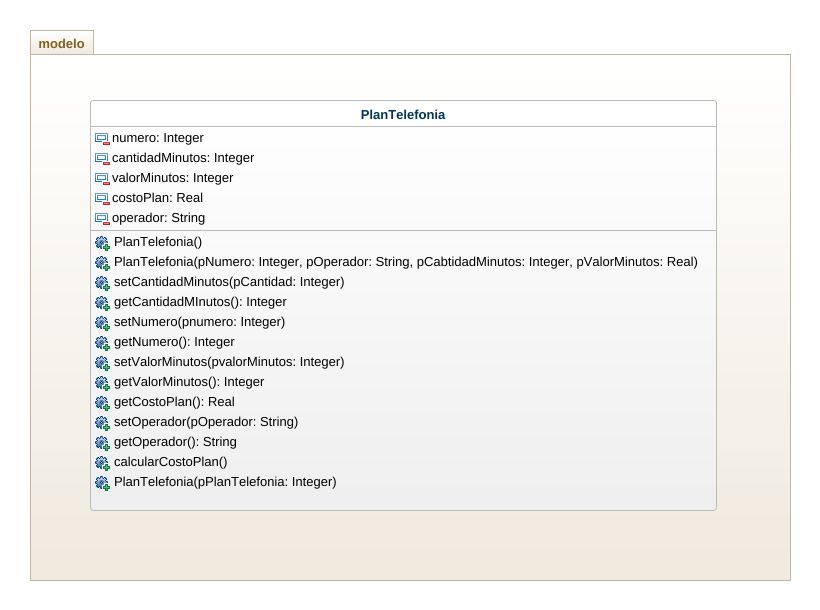 modelo
PlanTelefonia
numero: Integer
cantidadMinutos: Integer
valorMinutos: Integer
costoPlan: Real
operador: String
PlanTelefonia()
PlanTelefonia(pNumero: Integer, pOperador: String, pCabtidadMinutos: Integer, pValorMinutos: Real)
setCantidadMinutos(pCantidad: Integer)
getCantidadMInutos(): Integer
setNumero(pnumero: Integer)
getNumero(): Integer
setValorMinutos(pvalorMinutos: Integer)
getValorMinutos(): Integer
getCostoPlan(): Real
setOperador(pOperador: String)
getOperador(): String
calcularCostoPlan()
PlanTelefonia(pPlanTelefonia: Integer)